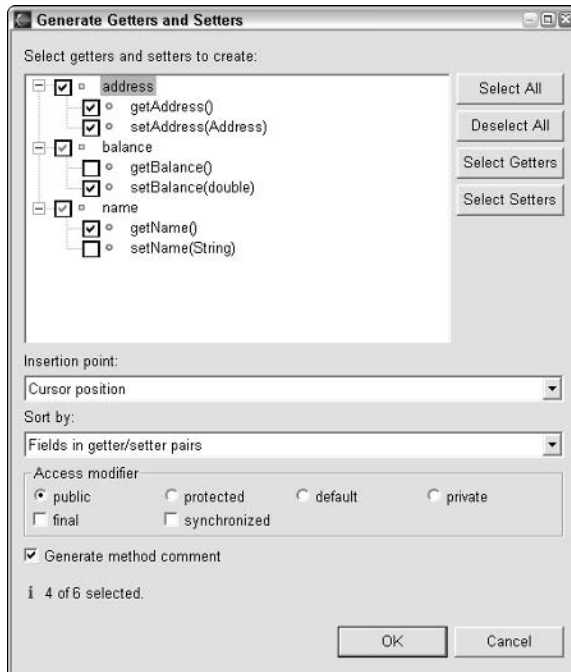 Generate Getters and Setters
Select getters and setters to create:
address
getAddress()
setAddress(Address)
balance
getBalance()
setBalance(double)
name
getName()
setName(String)
Select All
Deselect All
Select Getters
Select Setters
Insertion point:
Cursor position
Sort by:
Fields in getter/setter pairs
Access modifier
public protected default private
final synchronized
Generate method comment
i 4 of 6 selected.
OK Cancel